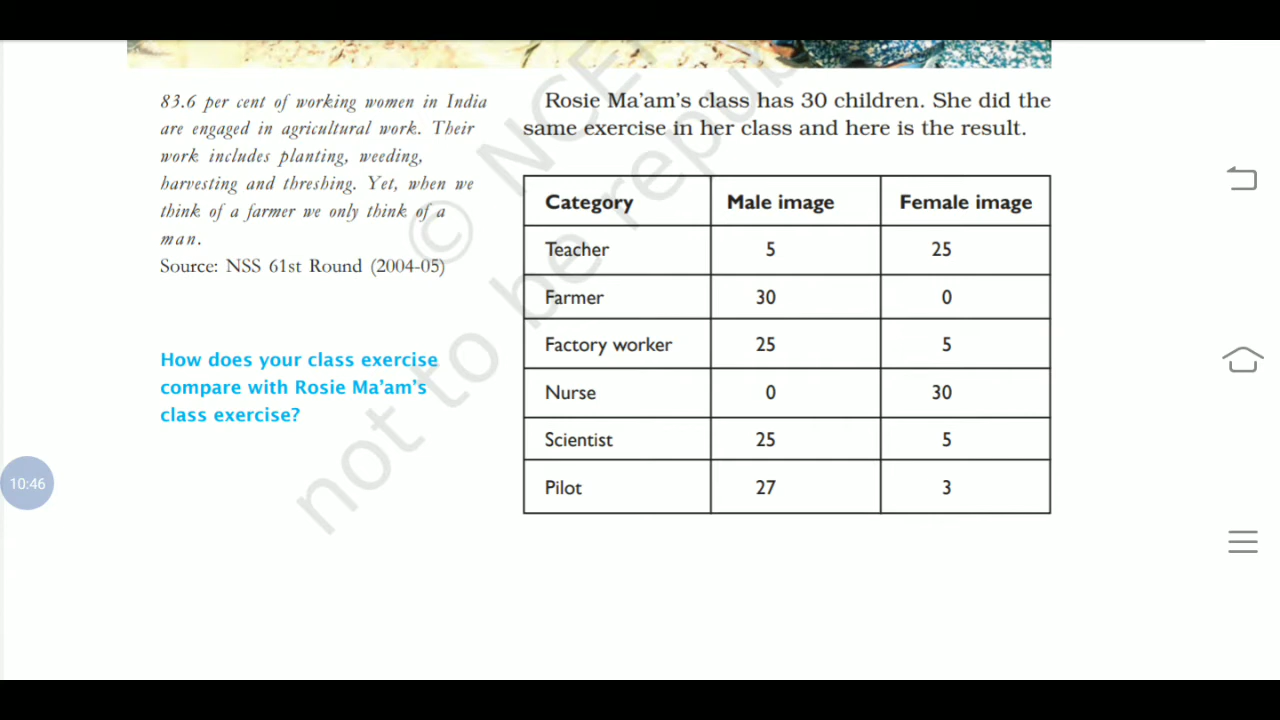 83.6 per cent of working women in India
are engaged in agricultural work. Their
work includes planting, weeding,
harvesting and threshing. Yet, when we
think of a farmer we only think of a
man.
Source: NSS 61st Round (2004-05)
How does your class exercise
compare with Rosie Ma’am’s
class exercise?
Rosie Ma’am’s class has 30 children. She did the
same exercise in her class and here is the result.
Category Male image Female image
Teacher 5 25
Farmer 30 0
Factory worker 25 5
Nurse 0 30
Scientist 25 5
Pilot 27 3
10:46
not to be